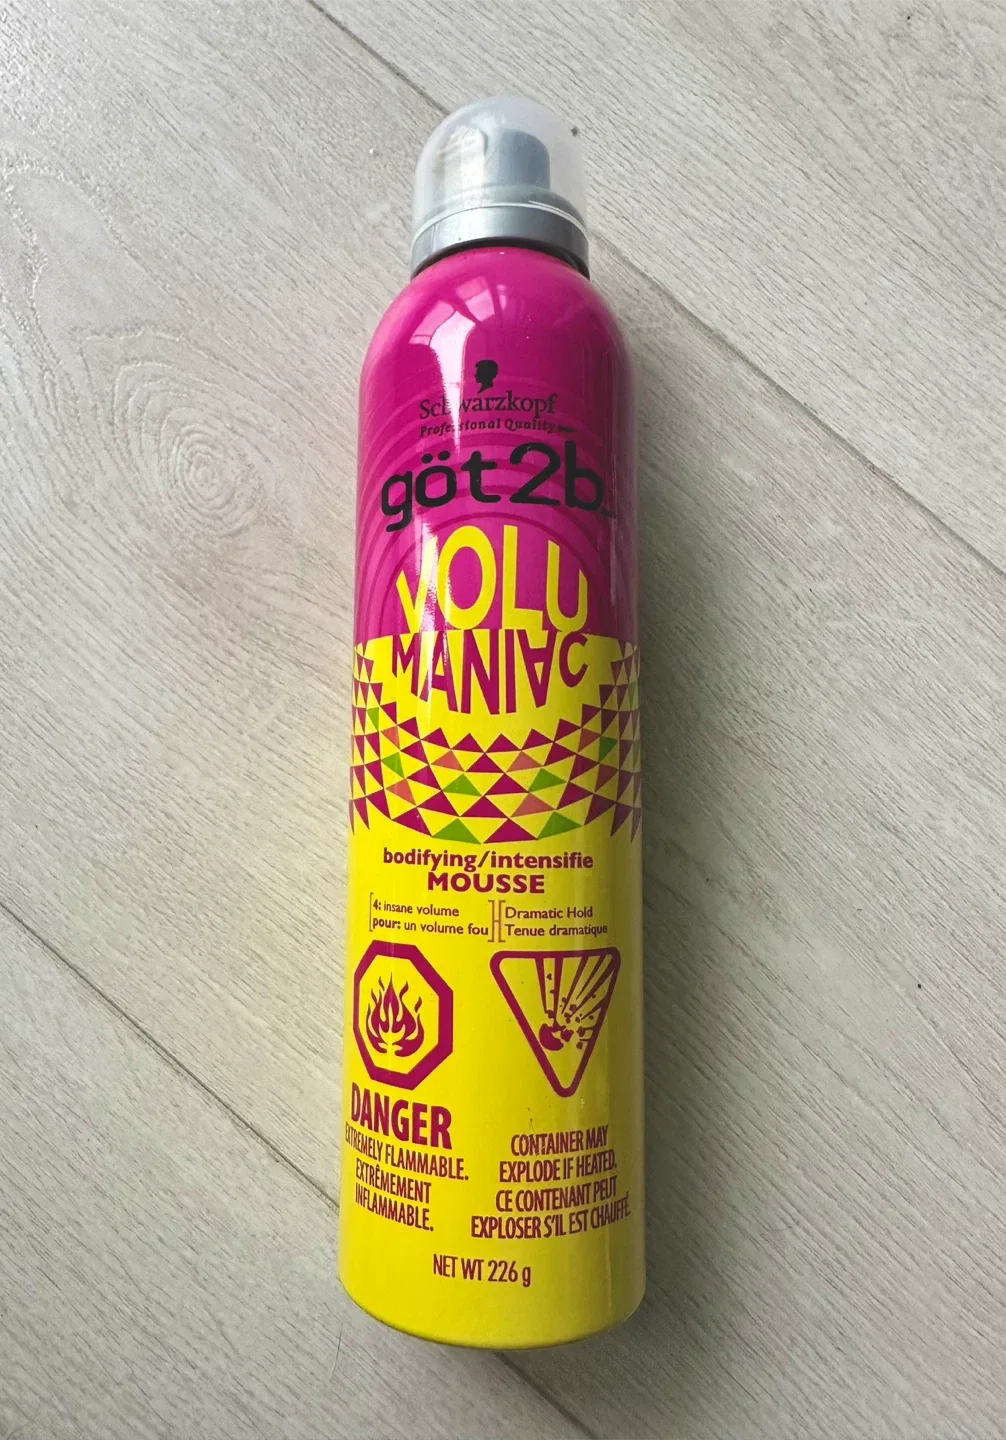 Schwarzkopf
Professional Quality
göt2b
VOLU
MANIAC
bodifying/intensifie
MOUSSE
4: insane volume
pour: un volume fou
Dramatic Hold
Tenue dramatique
DANGER
EXTREMELY FLAMMABLE.
EXTRÊMEMENT
INFLAMMABLE.
CONTAINER MAY
EXPLODE IF HEATED.
CE CONTENANT PEUT
EXPLOSER S'IL EST CHAUFFÉ.
NET WT 226 g